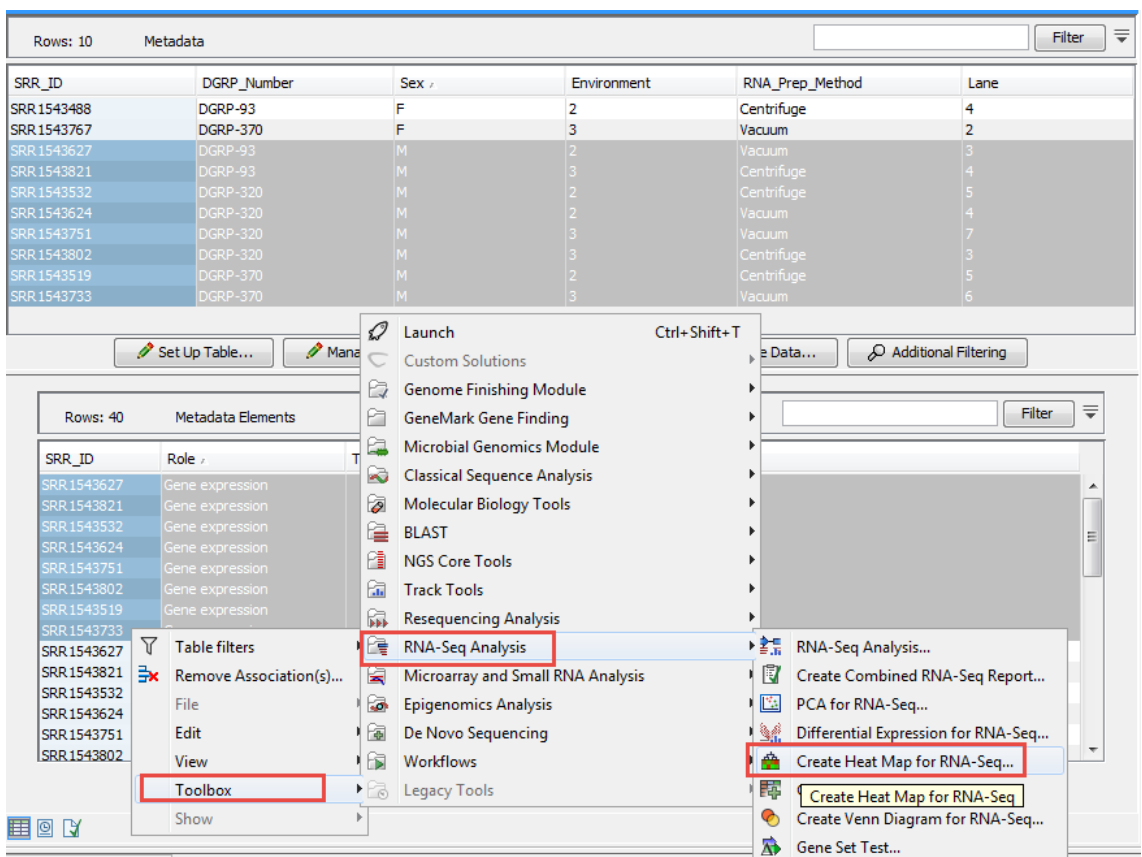 Rows: 10 Metadata Filter
SRR_ID DGRP_Number Sex Environment RNA_Prep_Method Lane
SRR1543488 DGRP-93 F 2 Centrifuge 4
SRR1543767 DGRP-370 F 3 Vacuum 2
SRR1543627 DGRP-93 M 2 Vacuum 3
SRR1543821 DGRP-93 M 3 Centrifuge 4
SRR1543532 DGRP-320 M 2 Centrifuge 5
SRR1543624 DGRP-320 M 2 Vacuum 4
SRR1543751 DGRP-320 M 3 Vacuum 7
SRR1543802 DGRP-320 M 3 Centrifuge 3
SRR1543519 DGRP-370 M 2 Centrifuge 5
SRR1543733 DGRP-370 M 3 Vacuum 6
Set Up Table... Mana e Data... Additional Filtering
Rows: 40 Metadata Elements Filter
SRR_ID Role T
SRR1543627 Gene expression
SRR1543821 Gene expression
SRR1543532 Gene expression
SRR1543624 Gene expression
SRR1543751 Gene expression
SRR1543802 Gene expression
SRR1543519 Gene expression
SRR1543733
SRR1543627
SRR1543821
SRR1543532
SRR1543624
SRR1543751
SRR1543802
Table filters
Remove Association(s)...
File
Edit
View
Toolbox
Show
Launch Ctrl+Shift+T
Custom Solutions
Genome Finishing Module
GeneMark Gene Finding
Microbial Genomics Module
Classical Sequence Analysis
Molecular Biology Tools
BLAST
NGS Core Tools
Track Tools
Resequencing Analysis
RNA-Seq Analysis
Microarray and Small RNA Analysis
Epigenomics Analysis
De Novo Sequencing
Workflows
Legacy Tools
RNA-Seq Analysis...
Create Combined RNA-Seq Report...
PCA for RNA-Seq...
Differential Expression for RNA-Seq...
Create Heat Map for RNA-Seq...
Create Heat Map for RNA-Seq
Create Venn Diagram for RNA-Seq...
Gene Set Test...